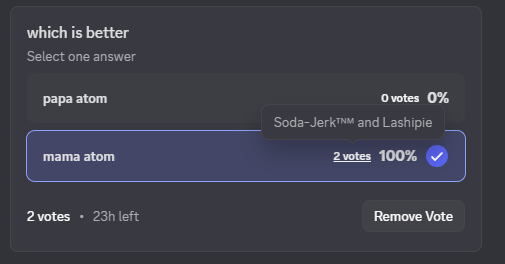 which is better
Select one answer
papa atom 0 votes 0%
Soda-Jerk™ᴺᴹ and Lashipie
mama atom 2 votes 100%
2 votes • 23h left Remove Vote